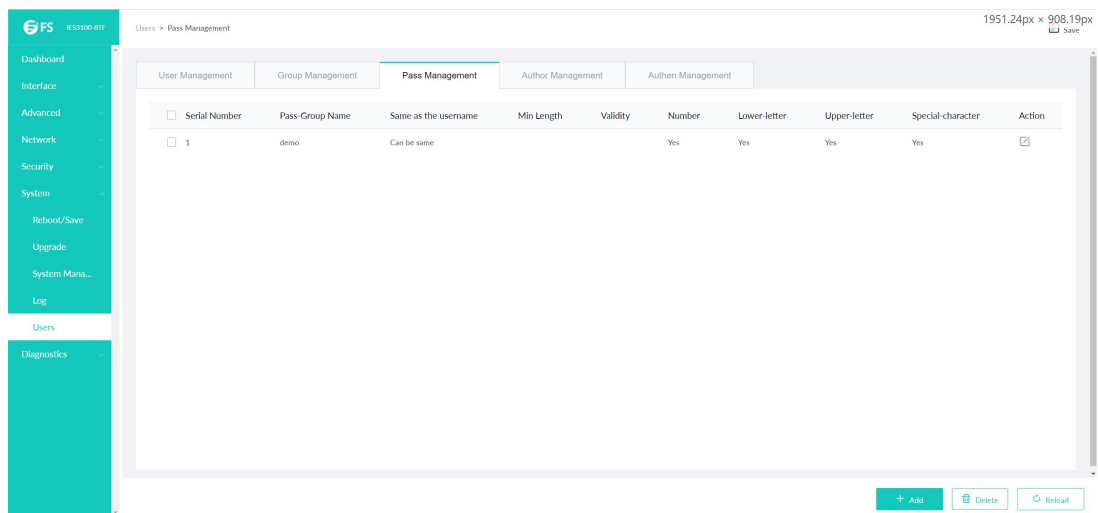 FS IES3100-8TF
Users > Pass Management
1951.24px × 908.19px
Save
Dashboard
Interface
Advanced
Network
Security
System
Reboot/Save
Upgrade
System Mana...
Log
Users
Diagnostics
User Management Group Management Pass Management Author Management Authen Management
Serial Number Pass-Group Name Same as the username Min Length Validity Number Lower-letter Upper-letter Special-character Action
1 demo Can be same Yes Yes Yes Yes
+ Add Delete Reload